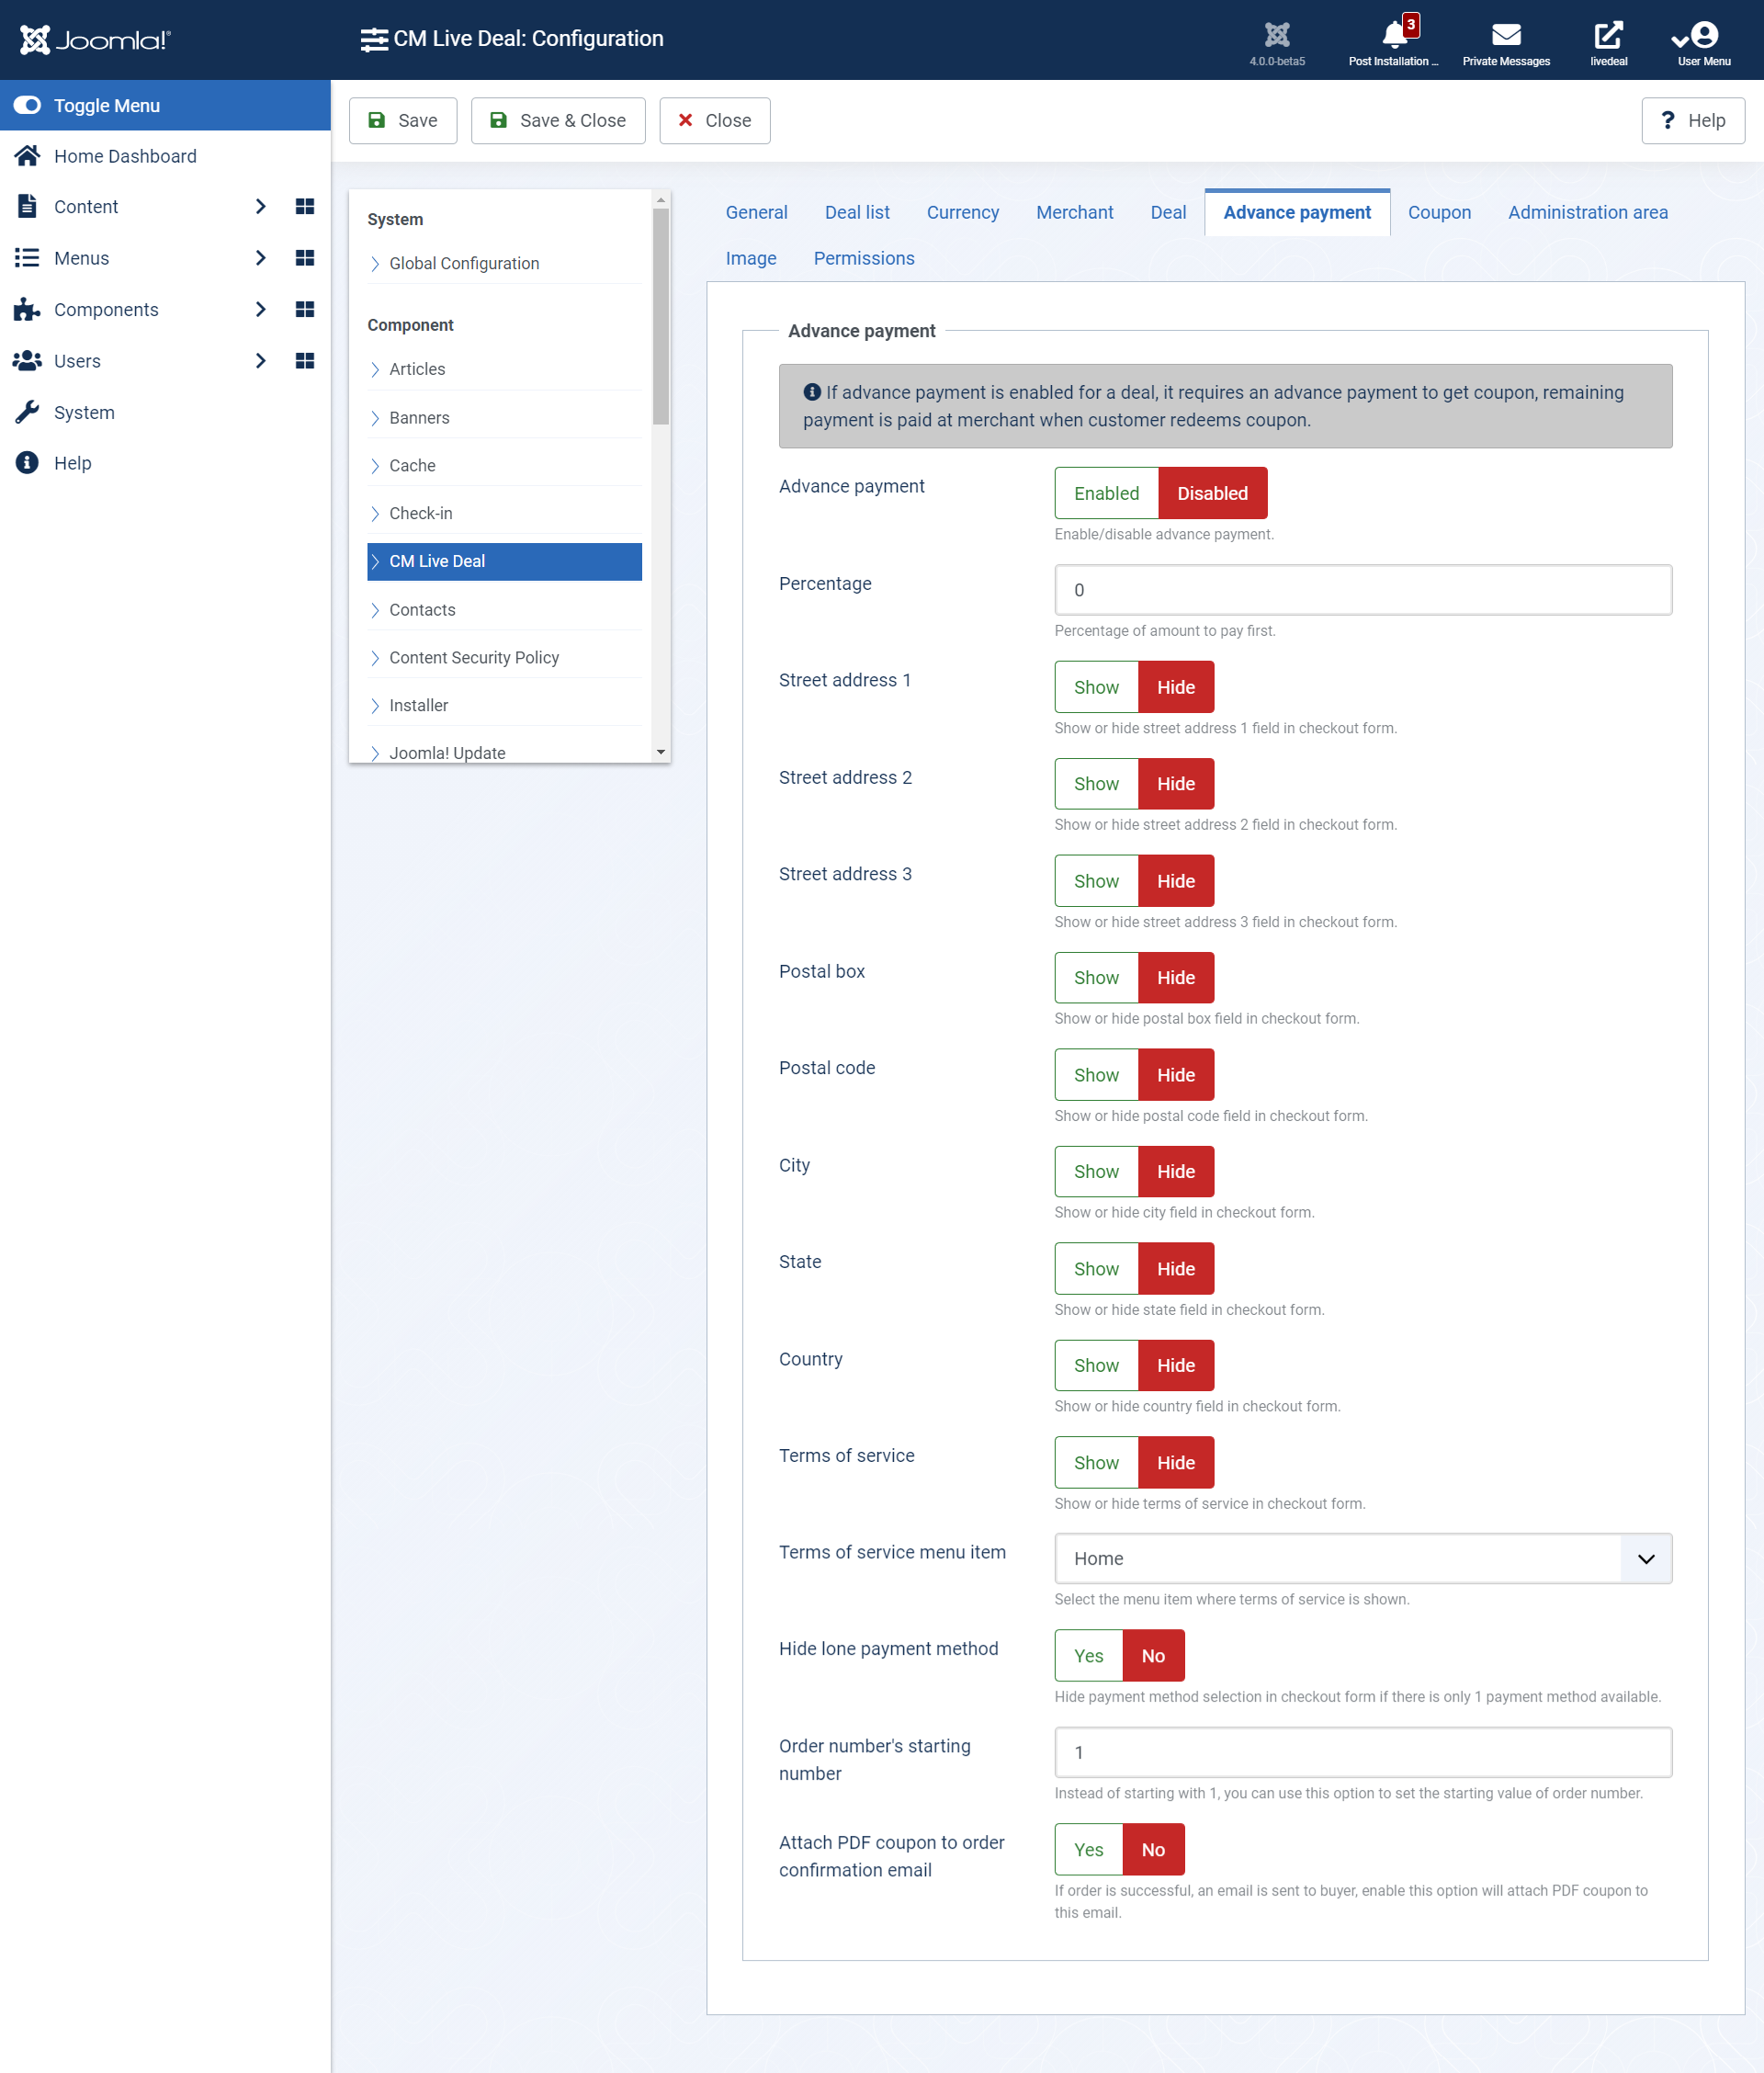 Joomla!
CM Live Deal: Configuration
4.0.0-beta5
3
Post Installation ...
Private Messages
livedeal
User Menu
Toggle Menu
Save
Save & Close
Close
? Help
Home Dashboard
Content
Menus
Components
Users
System
Help
System
Global Configuration
Component
Articles
Banners
Cache
Check-in
CM Live Deal
Contacts
Content Security Policy
Installer
Joomla! Update
General Deal list Currency Merchant Deal Advance payment Coupon Administration area
Image Permissions
Advance payment
If advance payment is enabled for a deal, it requires an advance payment to get coupon, remaining
payment is paid at merchant when customer redeems coupon.
Advance payment
Enabled Disabled
Enable/disable advance payment.
Percentage
0
Percentage of amount to pay first.
Street address 1
Show Hide
Show or hide street address 1 field in checkout form.
Street address 2
Show Hide
Show or hide street address 2 field in checkout form.
Street address 3
Show Hide
Show or hide street address 3 field in checkout form.
Postal box
Show Hide
Show or hide postal box field in checkout form.
Postal code
Show Hide
Show or hide postal code field in checkout form.
City
Show Hide
Show or hide city field in checkout form.
State
Show Hide
Show or hide state field in checkout form.
Country
Show Hide
Show or hide country field in checkout form.
Terms of service
Show Hide
Show or hide terms of service in checkout form.
Terms of service menu item
Home
Select the menu item where terms of service is shown.
Hide lone payment method
Yes No
Hide payment method selection in checkout form if there is only 1 payment method available.
Order number's starting
number
1
Instead of starting with 1, you can use this option to set the starting value of order number.
Attach PDF coupon to order
confirmation email
Yes No
If order is successful, an email is sent to buyer, enable this option will attach PDF coupon to
this email.